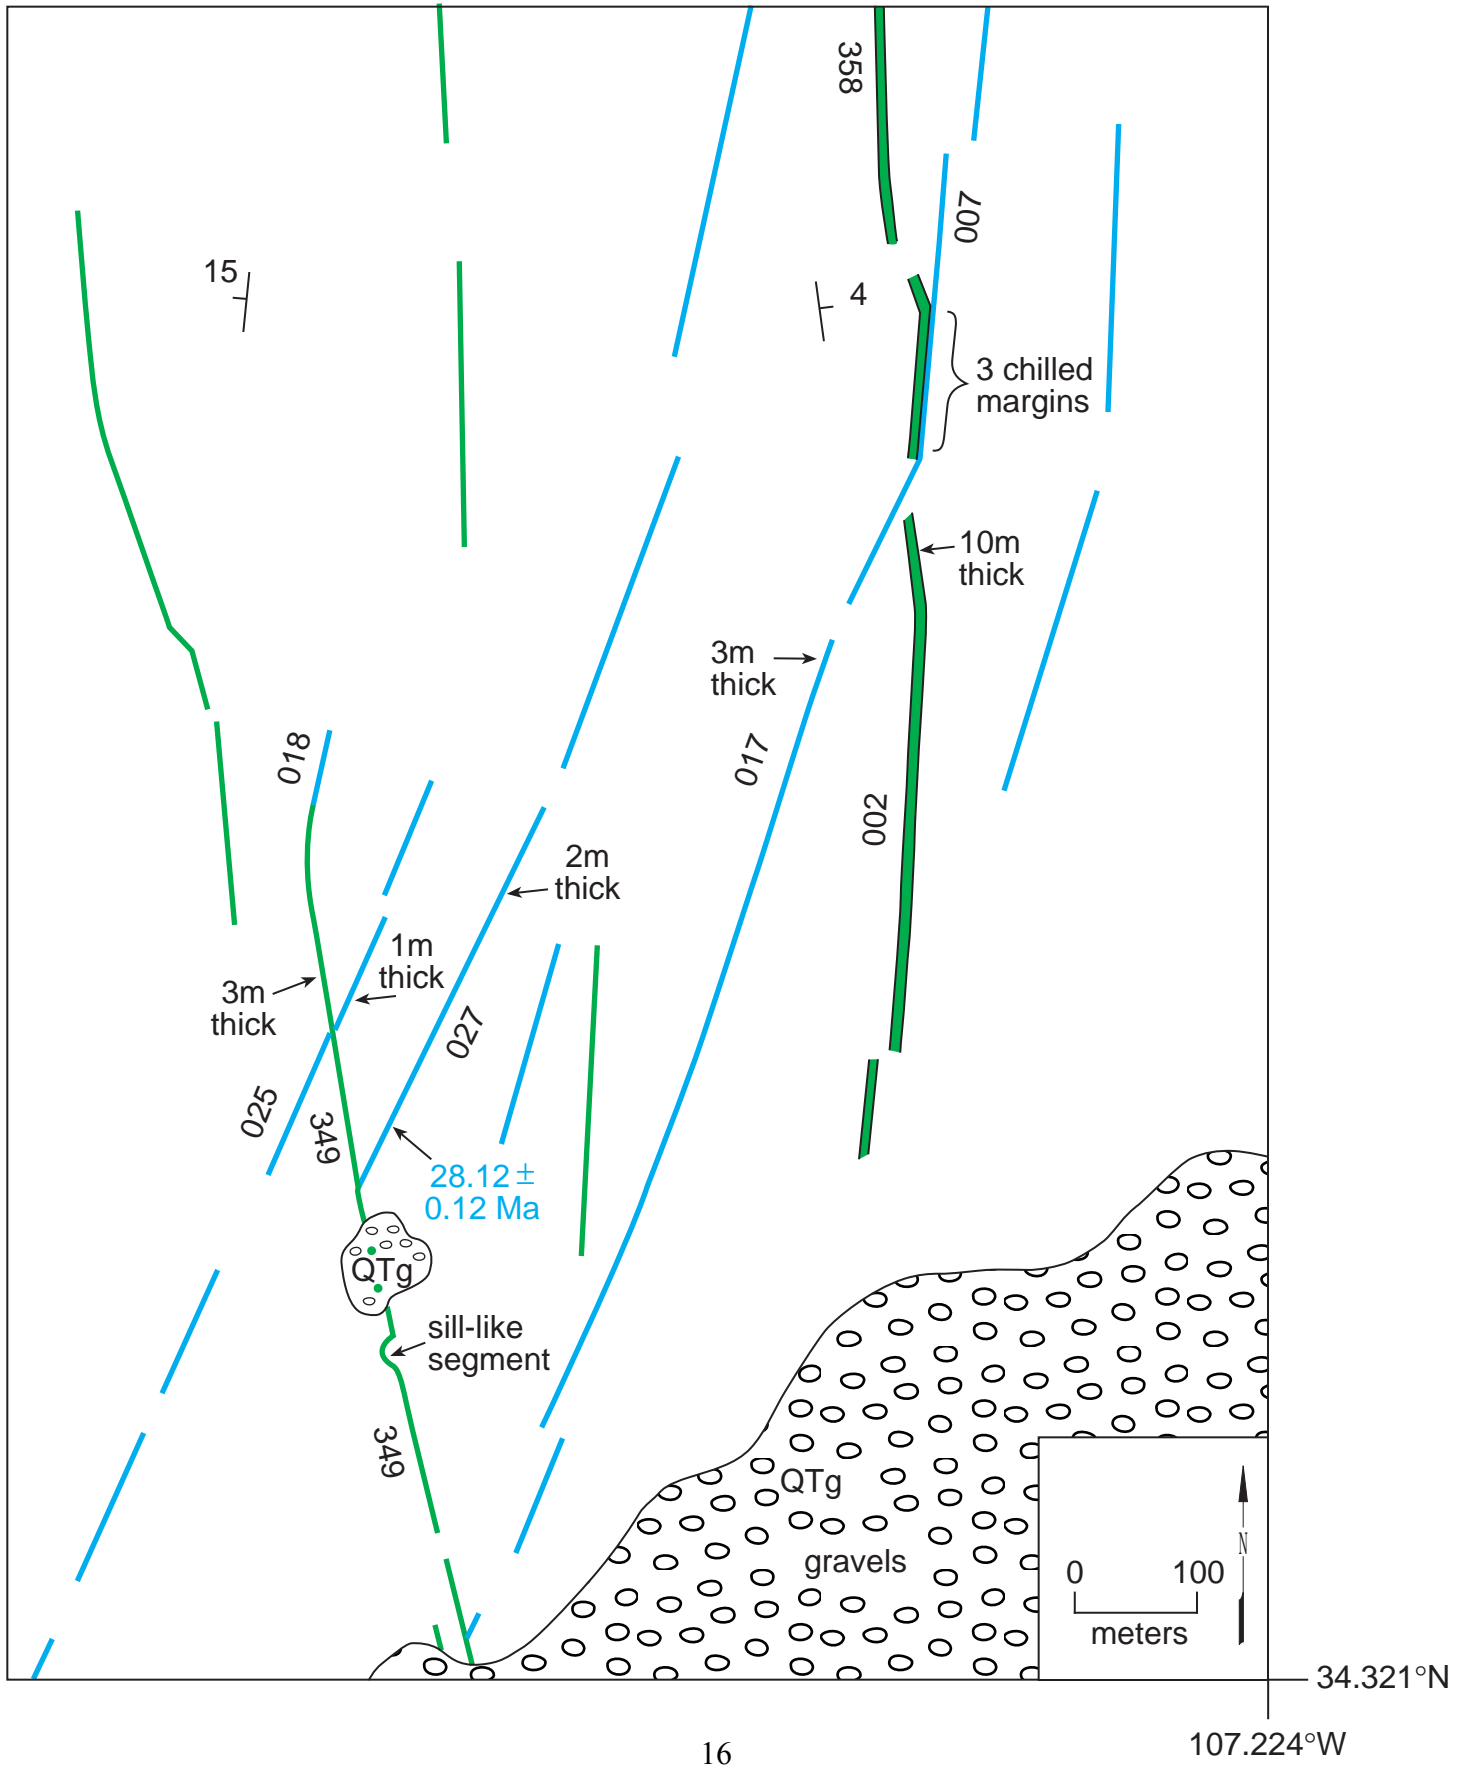 358
007
15
4
3 chilled
margins
10m
thick
3m
thick
018
017
002
2m
thick
1m
thick
3m
thick
027
025
349
28.12 ±
0.12 Ma
QTg
sill-like
segment
349
QTg
gravels
N
0 100
meters
34.321°N
107.224°W
16